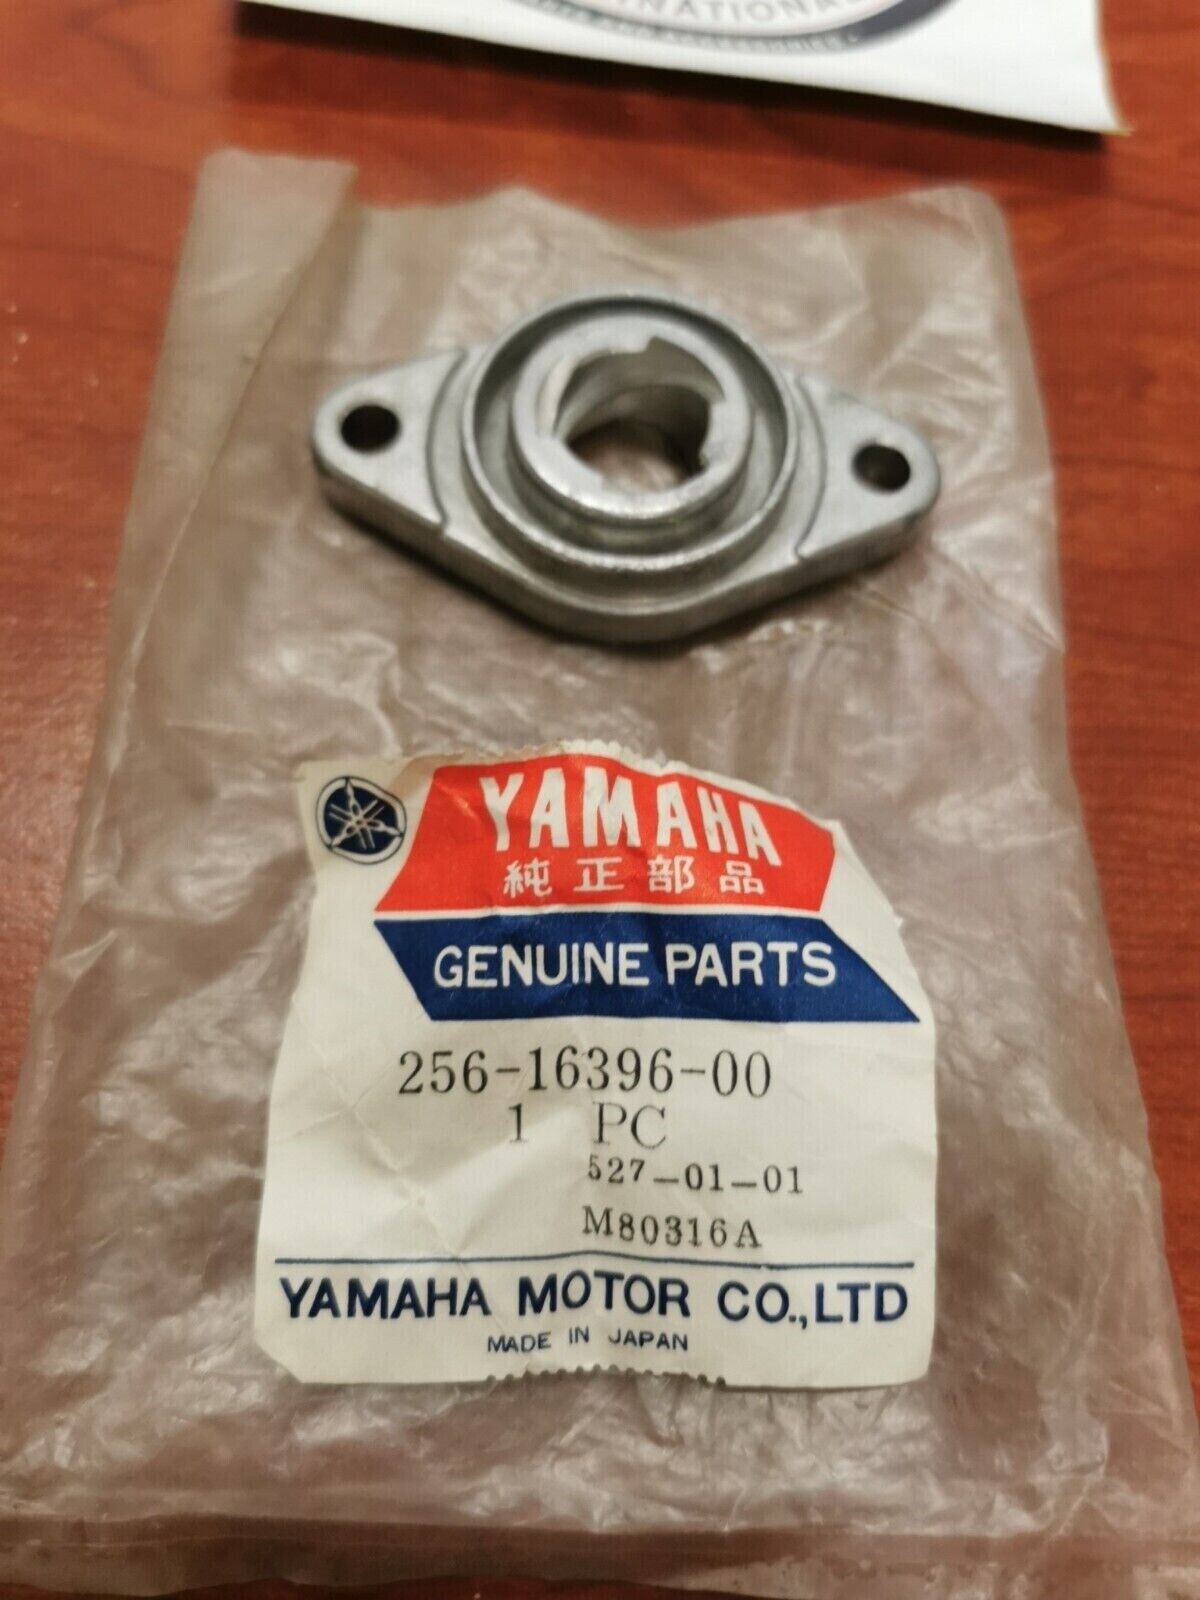 YAMAHA
純正部品
GENUINE PARTS
256-16396-00
1 PC
527-01-01
M80316A
YAMAHA MOTOR CO.,LTD
MADE IN JAPAN